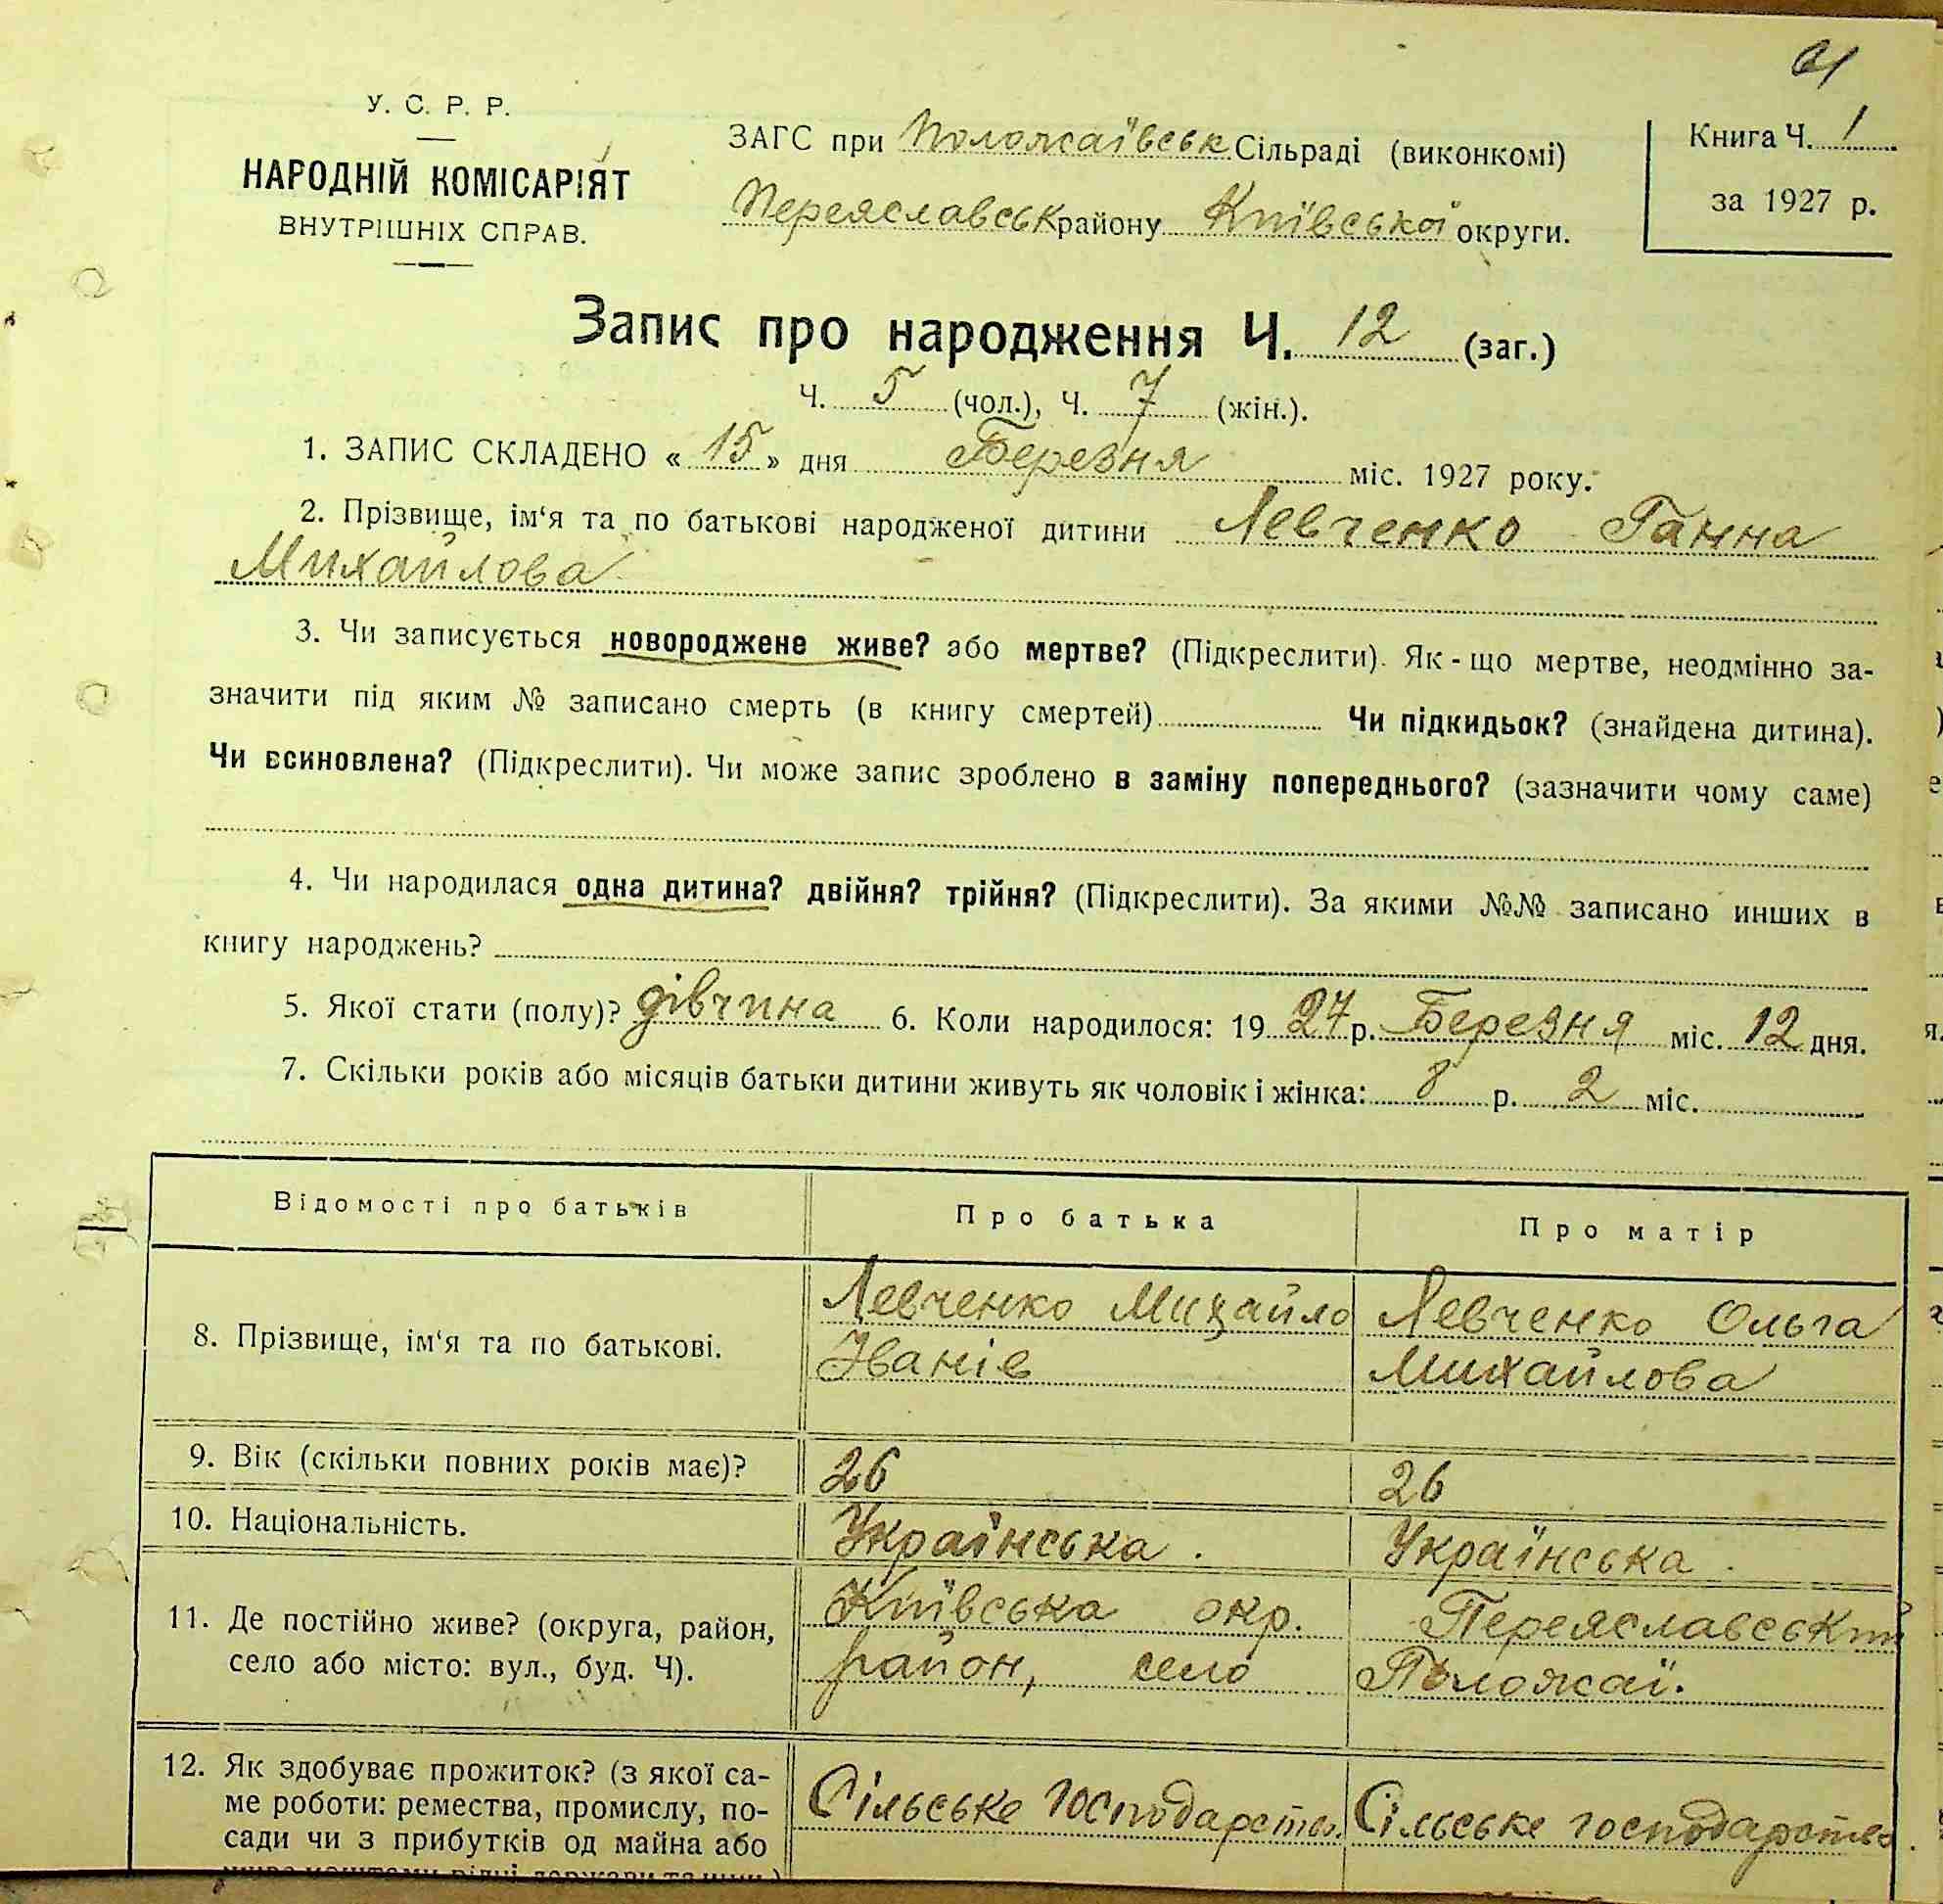 У. С. Р. Р.
НАРОДНІЙ КОМІСАРІЯТ
ВНУТРІШНІХ СПРАВ.
ЗАГС при Положаївськ Сільраді (виконкомі)
Переяславськ району Київської округи.
Книга Ч. 1
за 1927 р.
Запис про народження Ч. 12 (заг.)
Ч. 5 (чол.), Ч. 7 (жін.).
1. ЗАПИС СКЛАДЕНО « 15 » дня Березня міс. 1927 року.
2. Прізвище, ім‘я та по батькові народженої дитини Левченко Ганна
Михайлова
3. Чи записується новороджене живе? або мертве? (Підкреслити). Як-що мертве, неодмінно за-
значити під яким № записано смерть (в книгу смертей) Чи підкидьок? (знайдена дитина).
Чи всиновлена? (Підкреслити). Чи може запис зроблено в заміну попереднього? (зазначити чому саме)
4. Чи народилася одна дитина? двійня? трійня? (Підкреслити). За якими №№ записано инших в
книгу народжень?
5. Якої стати (полу)? дівчина 6. Коли народилося: 19 27 р. Березня міс. 12 дня.
7. Скільки років або місяців батьки дитини живуть як чоловік і жінка: 8 р. 2 міс.
Відомості про батьків Про батька Про матір
8. Прізвище, ім‘я та по батькові.
Левченко Михайло
Іванів
Левченко Ольга
Михайлова
9. Вік (скільки повних років має)? 26 26
10. Національність. Українська. Українська.
11. Де постійно живе? (округа, район,
село або місто: вул., буд. Ч).
Київська окр. Переяславський
район, село Положаї.
12. Як здобуває прожиток? (з якої са-
ме роботи: ремества, промислу, по-
сади чи з прибутків од майна або
Сільське господарство. Сільське господарство.